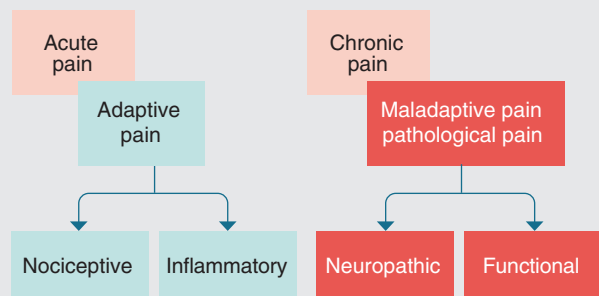 Acute
pain
Adaptive
pain
Nociceptive
Inflammatory
Chronic
pain
Maladaptive pain
pathological pain
Neuropathic
Functional